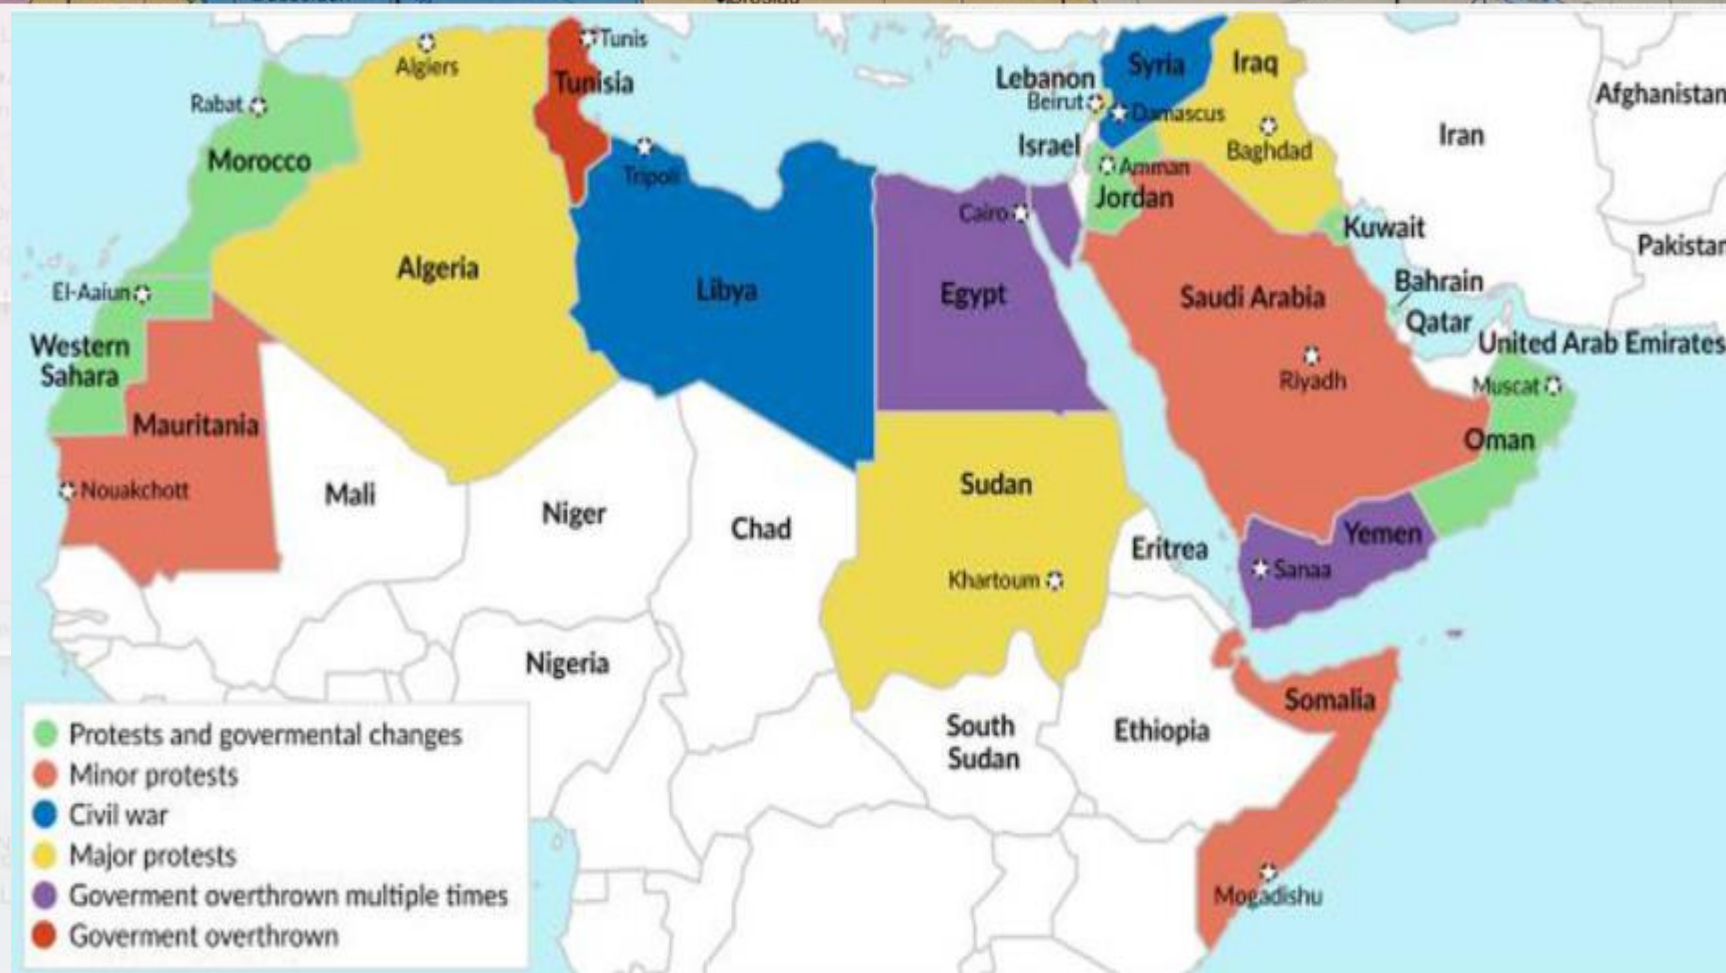 Tunis
Algiers
Tunisia
Rabat
Morocco
Tripoli
Algeria
Libya
El-Aaiun
Western
Sahara
Mauritania
Nouakchott
Mali
Niger
Chad
Nigeria
Lebanon
Beirut
Syria
Damascus
Iraq
Baghdad
Israel
Amman
Jordan
Cairo
Egypt
Iran
Afghanistan
Pakistan
Kuwait
Bahrain
Qatar
United Arab Emirates
Saudi Arabia
Riyadh
Muscat
Oman
Yemen
Sanaa
Sudan
Khartoum
Eritrea
Ethiopia
South
Sudan
Somalia
Mogadishu
Protests and govermental changes
Minor protests
Civil war
Major protests
Goverment overthrown multiple times
Goverment overthrown